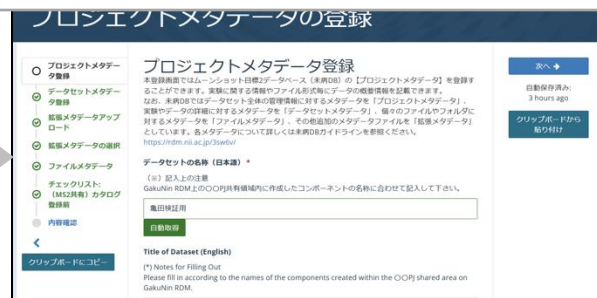 プロジェクトメタデータの登録
プロジェクトメタデー
タ登録
データセットメタデー
タ登録
拡張メタデータアップ
ロード
拡張メタデータの選択
ファイルメタデータ
チェックリスト:
（MS2共有）カタログ
登録前
内容確認
クリップボードにコピー
プロジェクトメタデータ登録
本登録画面ではムーンショット目標2データベース（未病DB）の【プロジェクトメタデータ】を登録す
ることができます。実験に関する情報やファイル形式毎にデータの概要情報を記載できます。
なお、未病DBではデータセット全体の管理情報に対するメタデータを「プロジェクトメタデータ」、
実験やデータの詳細に対するメタデータを「データセットメタデータ」、個々のファイルやフォルダに
対するメタデータを「ファイルメタデータ」、その他追加のメタデータファイルを「拡張メタデータ」
としています。各メタデータについて詳しくは未病DBガイドラインを参照ください。
https://rdm.nii.ac.jp/3sw6v/
データセットの名称（日本語） *
（※）記入上の注意
GakuNin RDM上の〇〇PJ共有領域内に作成したコンポーネントの名称に合わせて記入して下さい。
亀田検証用
自動取得
Title of Dataset (English)
(*) Notes for Filling Out
Please fill in according to the names of the components created within the 〇〇PJ shared area on
GakuNin RDM.
次へ
自動保存済み:
3 hours ago
クリップボードから
貼り付け